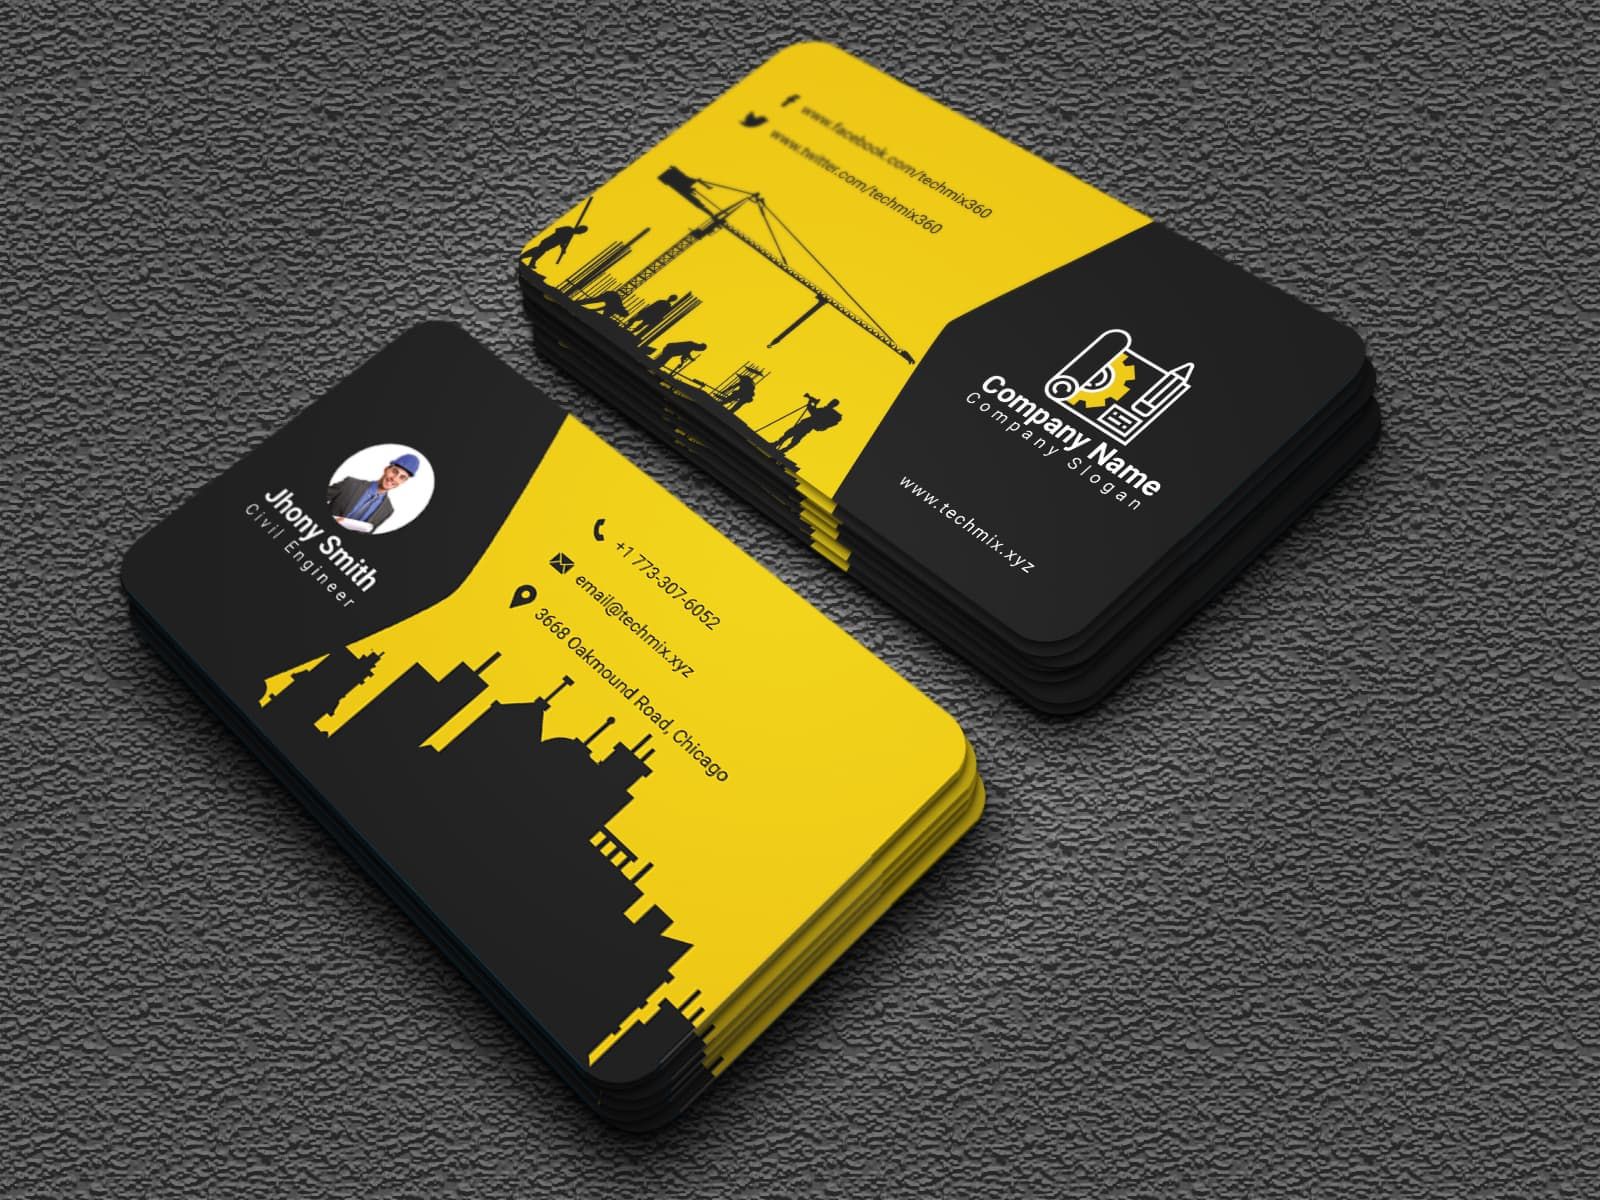 www.facebook.com/techmix360
www.twitter.com/techmix360
Company Name
Company Slogan
www.techmix.xyz
Jhony Smith
Civil Engineer
+1 773-307-6052
email@techmix.xyz
3668 Oakmound Road, Chicago